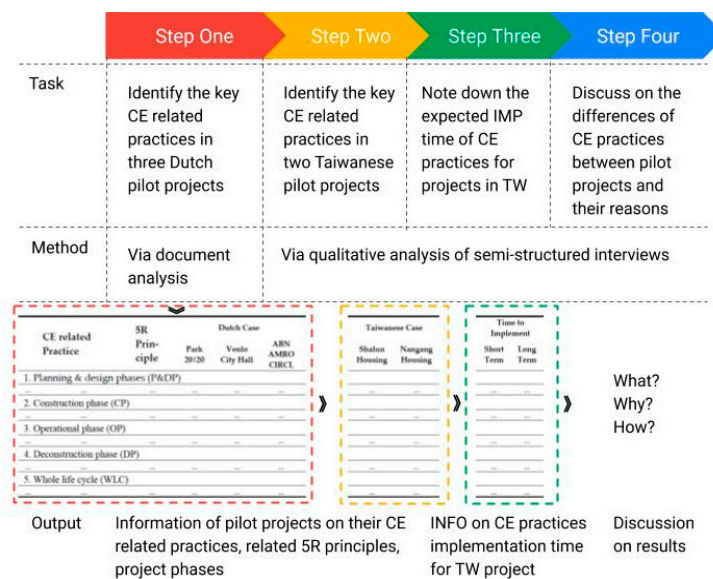 Step One
Step Two
Step Three
Step Four
Task
Identify the key
CE related
practices in
three Dutch
pilot projects
Identify the key
CE related
practices in
two Taiwanese
pilot projects
Note down the
expected IMP
time of CE
practices for
projects in TW
Discuss on the
differences of
CE practices
between pilot
projects and
their reasons
Method
Via document
analysis
Via qualitative analysis of semi-structured interviews
CE related
Practice
5R
Prin-
ciple
Dutch Case
Park
20|20
Venlo
City Hall
ABN
AMRO
CIRCL
1. Planning & design phases (P&DP)
... ... ... ... ...
2. Construction phase (CP)
... ... ... ... ...
3. Operational phase (OP)
... ... ... ... ...
4. Deconstruction phase (DP)
... ... ... ... ...
5. Whole life cycle (WLC)
... ... ... ... ...
Taiwanese Case
Shalun
Housing
Nangang
Housing
... ...
... ...
... ...
... ...
... ...
Time to
Implement
Short
Term
Long
Term
... ...
... ...
... ...
... ...
... ...
What?
Why?
How?
Output
Information of pilot projects on their CE
related practices, related 5R principles,
project phases
INFO on CE practices
implementation time
for TW project
Discussion
on results